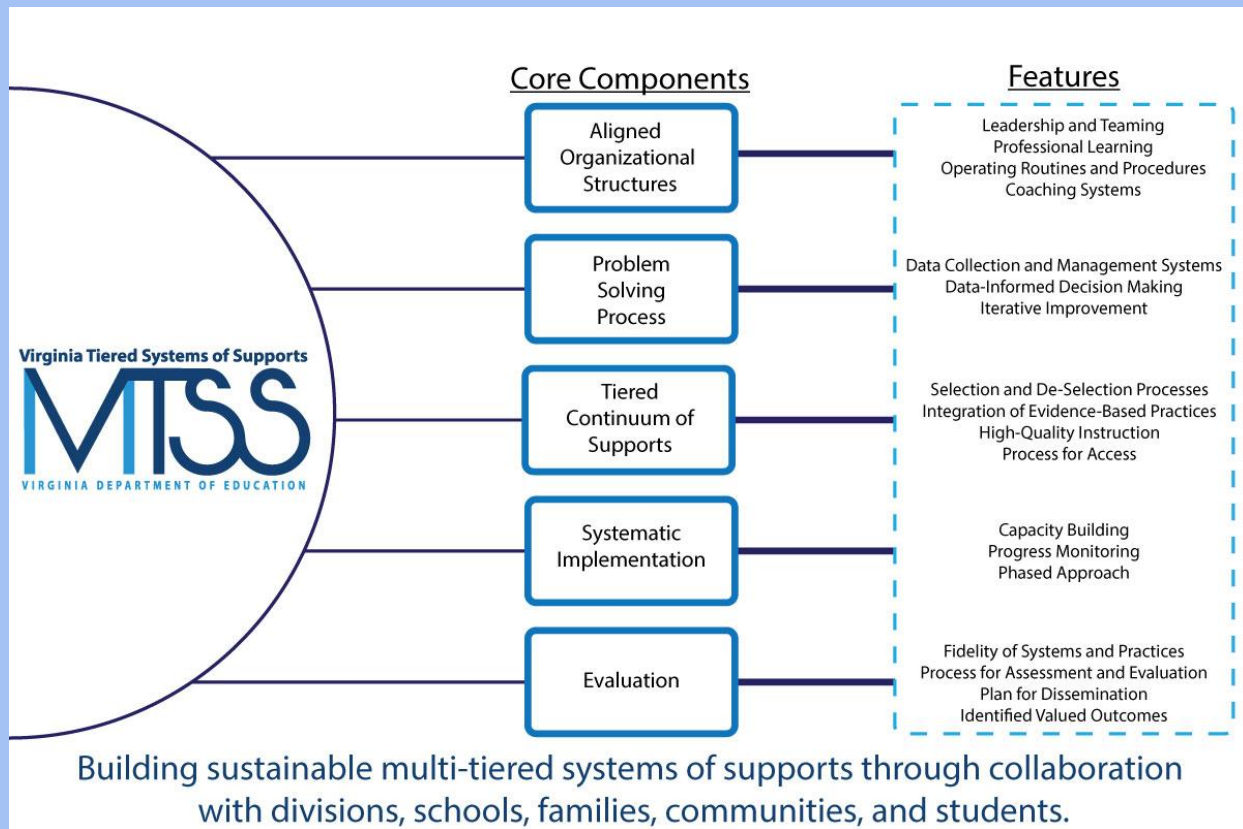 Core Components
Features
Aligned
Organizational
Structures
Leadership and Teaming
Professional Learning
Operating Routines and Procedures
Coaching Systems
Problem
Solving
Process
Data Collection and Management Systems
Data-Informed Decision Making
Iterative Improvement
Virginia Tiered Systems of Supports
MTSS
VIRGINIA DEPARTMENT OF EDUCATION
Tiered
Continuum of
Supports
Selection and De-Selection Processes
Integration of Evidence-Based Practices
High-Quality Instruction
Process for Access
Systematic
Implementation
Capacity Building
Progress Monitoring
Phased Approach
Evaluation
Fidelity of Systems and Practices
Process for Assessment and Evaluation
Plan for Dissemination
Identified Valued Outcomes
Building sustainable multi-tiered systems of supports through collaboration
with divisions, schools, families, communities, and students.